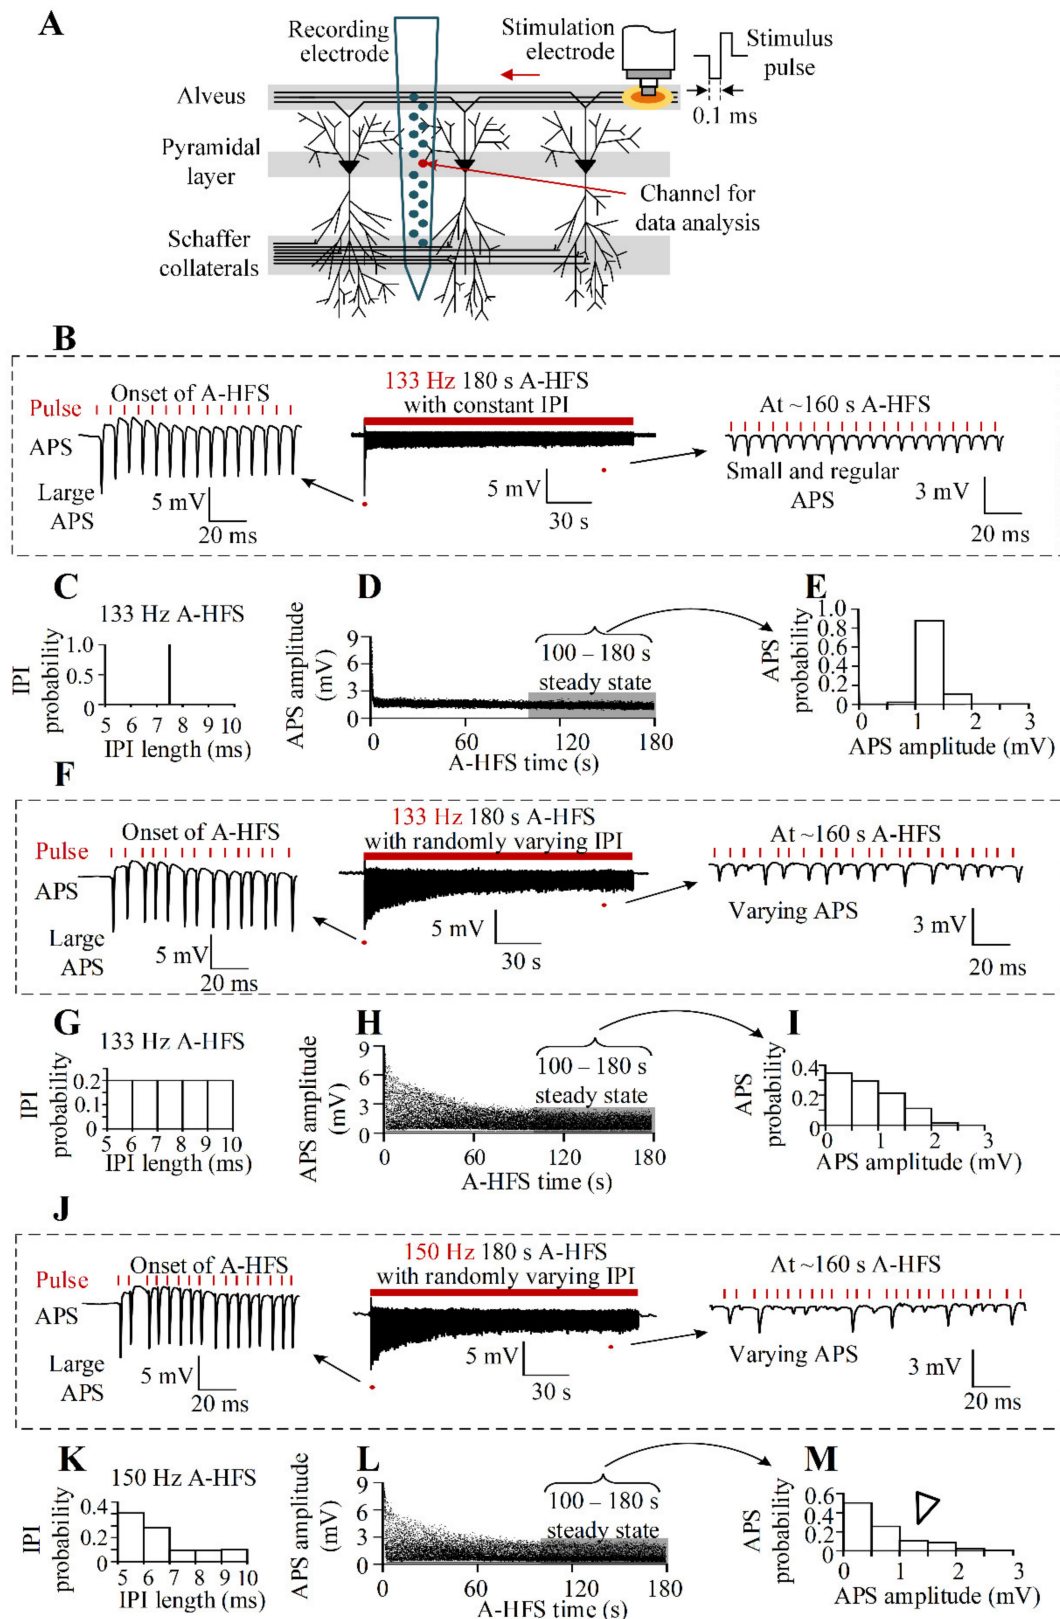 A
Recording
electrode
Stimulation
electrode
Stimulus
pulse
0.1 ms
Alveus
Pyramidal
layer
Channel for
data analysis
Schaffer
collaterals
B
Onset of A-HFS
133 Hz 180 s A-HFS
with constant IPI
At ~160 s A-HFS
Pulse
APS
Large
APS
5 mV
20 ms
5 mV
30 s
Small and regular
APS
3 mV
20 ms
C
133 Hz A-HFS
IPI
probability
1.0
0.5
0
5 6 7 8 9 10
IPI length (ms)
D
APS amplitude
(mV)
9
6
3
0
100 – 180 s
steady state
0 60 120 180
A-HFS time (s)
E
APS
probability
1.0
0.8
0.6
0.4
0.2
0
0 1 2 3
APS amplitude (mV)
F
Onset of A-HFS
133 Hz 180 s A-HFS
with randomly varying IPI
At ~160 s A-HFS
Pulse
APS
Large
APS
5 mV
20 ms
5 mV
30 s
Varying APS
3 mV
20 ms
G
133 Hz A-HFS
IPI
probability
0.2
0.1
0
5 6 7 8 9 10
IPI length (ms)
H
APS amplitude
(mV)
9
6
3
0
100 – 180 s
steady state
0 60 120 180
A-HFS time (s)
I
APS
probability
0.4
0.2
0
0 1 2 3
APS amplitude (mV)
J
Onset of A-HFS
150 Hz 180 s A-HFS
with randomly varying IPI
At ~160 s A-HFS
Pulse
APS
Large
APS
5 mV
20 ms
5 mV
30 s
Varying APS
3 mV
20 ms
K
150 Hz A-HFS
IPI
probability
0.4
0.2
0
5 6 7 8 9 10
IPI length (ms)
L
APS amplitude
(mV)
9
6
3
0
100 – 180 s
steady state
0 60 120 180
A-HFS time (s)
M
APS
probability
0.6
0.4
0.2
0
0 1 2 3
APS amplitude (mV)